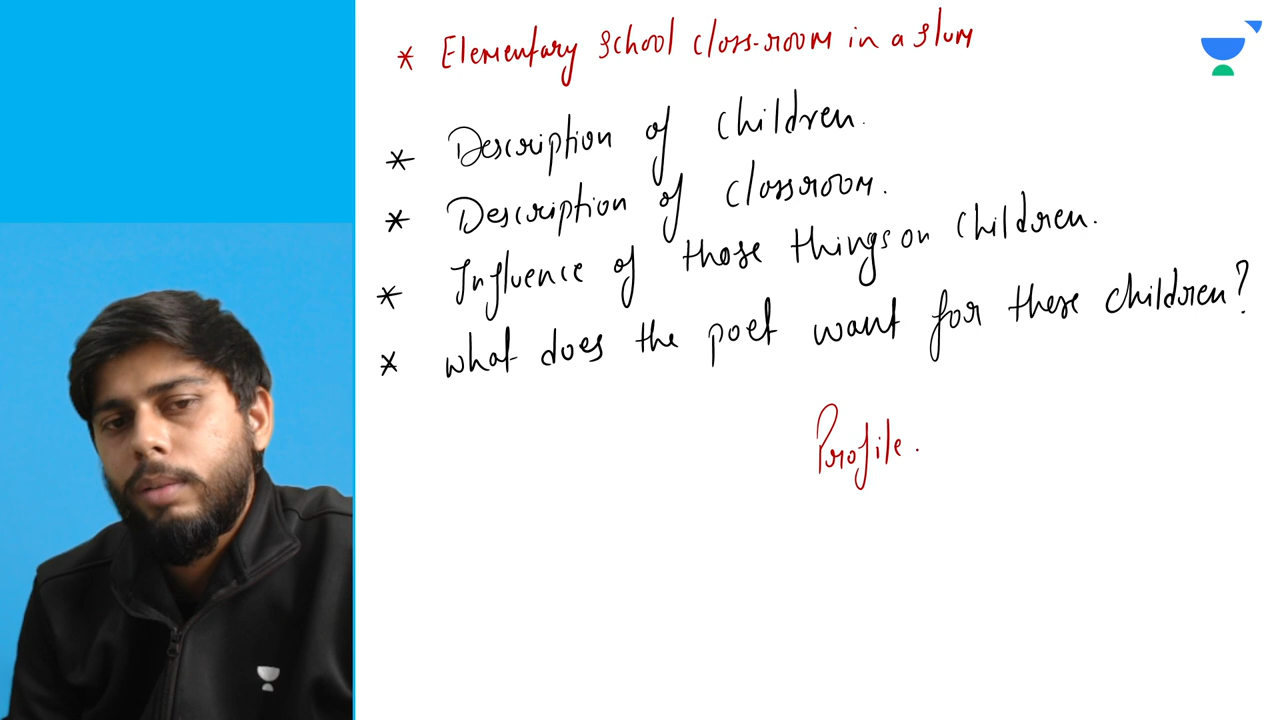 * Elementary School class-room in a slum
* Description of children.
* Description of classroom.
* Influence of those things on children.
* what does the poet want for these children?
Profile.